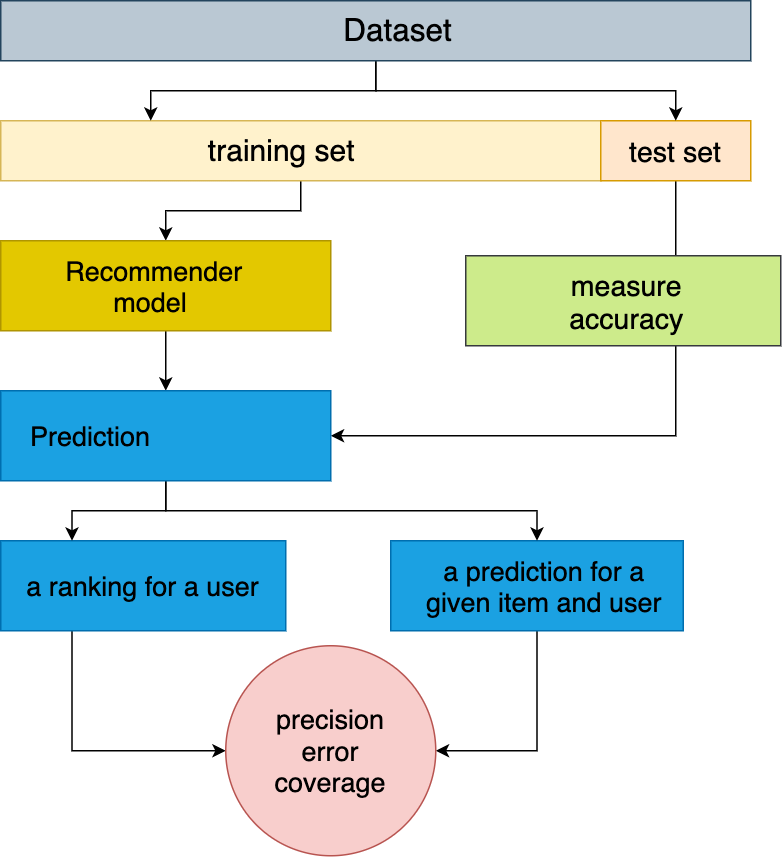 Dataset
training set
test set
Recommender
model
measure
accuracy
Prediction
a ranking for a user
a prediction for a
given item and user
precision
error
coverage